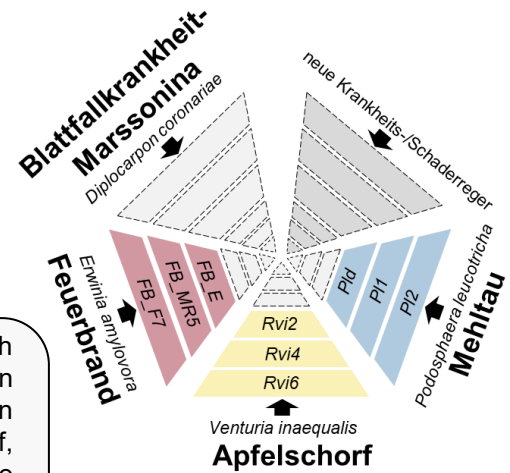 Blattfallkrankheit-
Marssonina
Diplocarpon coronariae
neue Krankheits-/Schaderreger
Erwinia amylovora
Feuerbrand
FB_F7
FB_MR5
FB_E
Pld
Pl1
Pl2
Podosphaera leucotricha
Mehltau
Rvi2
Rvi4
Rvi6
Venturia inaequalis
Apfelschorf
h
n
n
f,